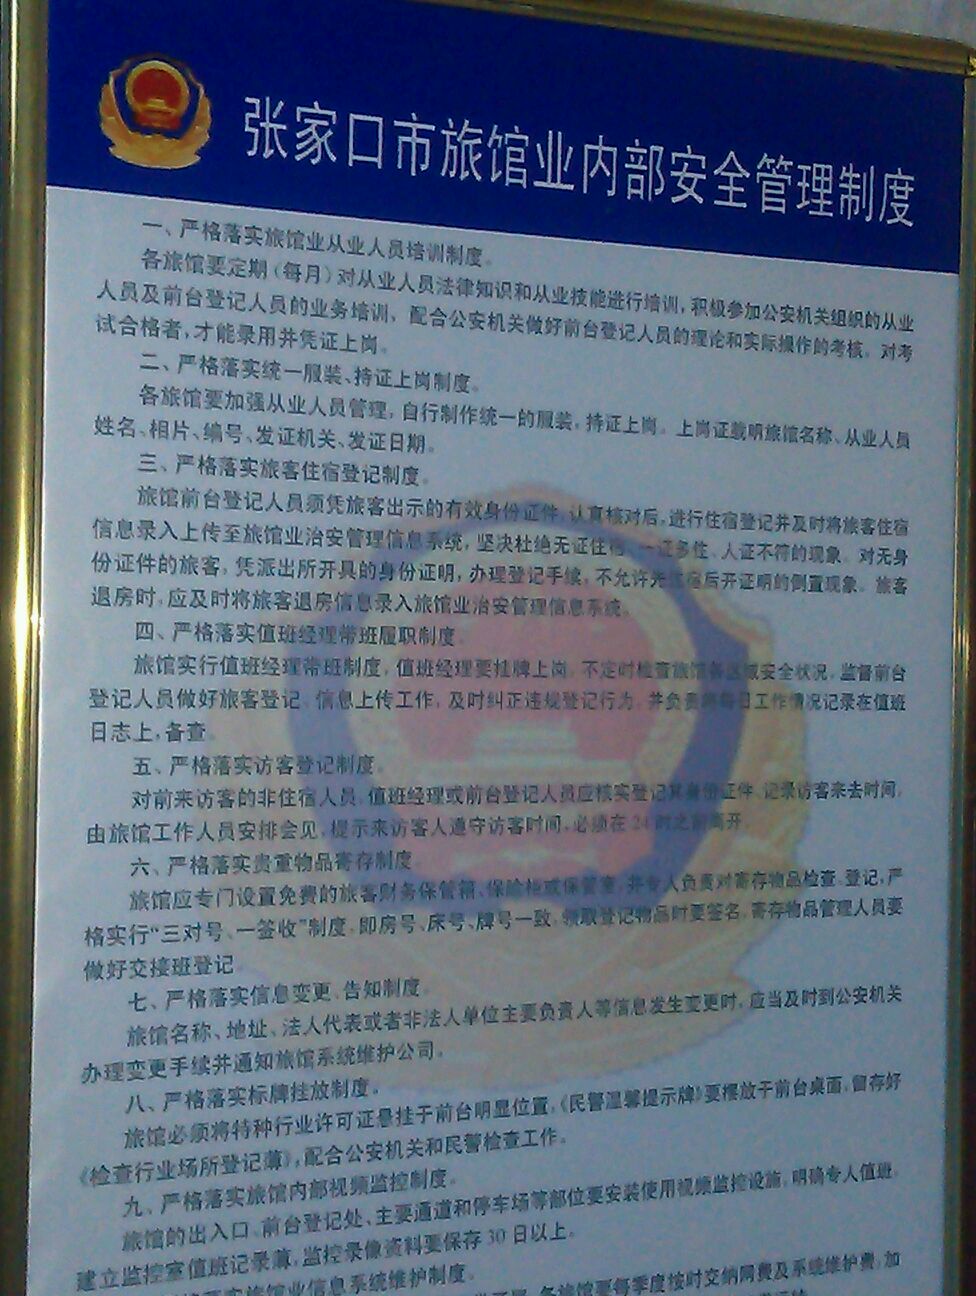 张家口市旅馆业内部安全管理制度
一、严格落实旅馆业从业人员培训制度。
各旅馆要定期(每月)对从业人员法律知识和从业技能进行培训,积极参加公安机关组织的从业
人员及前台登记人员的业务培训，配合公安机关做好前台登记人员的理论和实际操作的考核。对考
试合格者,才能录用并凭证上岗。
二、严格落实统一服装、持证上岗制度。
各旅馆要加强从业人员管理，自行制作统一的服装，持证上岗。上岗证载明旅馆名称、从业人员
姓名、相片、编号、发证机关、发证日期。
三、严格落实旅客住宿登记制度。
旅馆前台登记人员须凭旅客出示的有效身份证件,认真核对后,进行住宿登记并及时将旅客住宿
信息录入上传至旅馆业治安管理信息系统,坚决杜绝无证住宿、一证多住、人证不符的现象。对无身
份证件的旅客，凭派出所开具的身份证明,办理登记手续,不允许先住宿后开证明的倒置现象。旅客
退房时,应及时将旅客退房信息录入旅馆业治安管理信息系统。
四、严格落实值班经理带班履职制度。
旅馆实行值班经理带班制度,值班经理要挂牌上岗，不定时检查旅馆各区域安全状况,监督前台
登记人员做好旅客登记、信息上传工作,及时纠正违规登记行为,并负责将每日工作情况记录在值班
日志上,备查。
五、严格落实访客登记制度。
对前来访客的非住宿人员,值班经理或前台登记人员应核实登记其身份证件,记录访客来去时间,
由旅馆工作人员安排会见,提示来访客人遵守访客时间,必须在24时之前离开。
六、严格落实贵重物品寄存制度。
旅馆应专门设置免费的旅客财务保管箱、保险柜或保管室,并专人负责对寄存物品检查、登记,严
格实行“三对号、一签收”制度,即房号、床号、牌号一致,领取登记物品时要签名,寄存物品管理人员要
做好交接班登记。
七、严格落实信息变更、告知制度。
旅馆名称、地址、法人代表或者非法人单位主要负责人等信息发生变更时,应当及时到公安机关
办理变更手续并通知旅馆系统维护公司。
八、严格落实标牌挂放制度。
旅馆必须将特种行业许可证悬挂于前台明显位置,《民警温馨提示牌》要摆放于前台桌面,留存好
《检查行业场所登记薄》,配合公安机关和民警检查工作。
九、严格落实旅馆内部视频监控制度。
旅馆的出入口、前台登记处、主要通道和停车场等部位要安装使用视频监控设施,明确专人值班,
建立监控室值班记录薄,监控录像资料要保存30日以上。
落实旅馆业信息系统维护制度。
各旅馆要每季度按时交纳网费及系统维护费,加